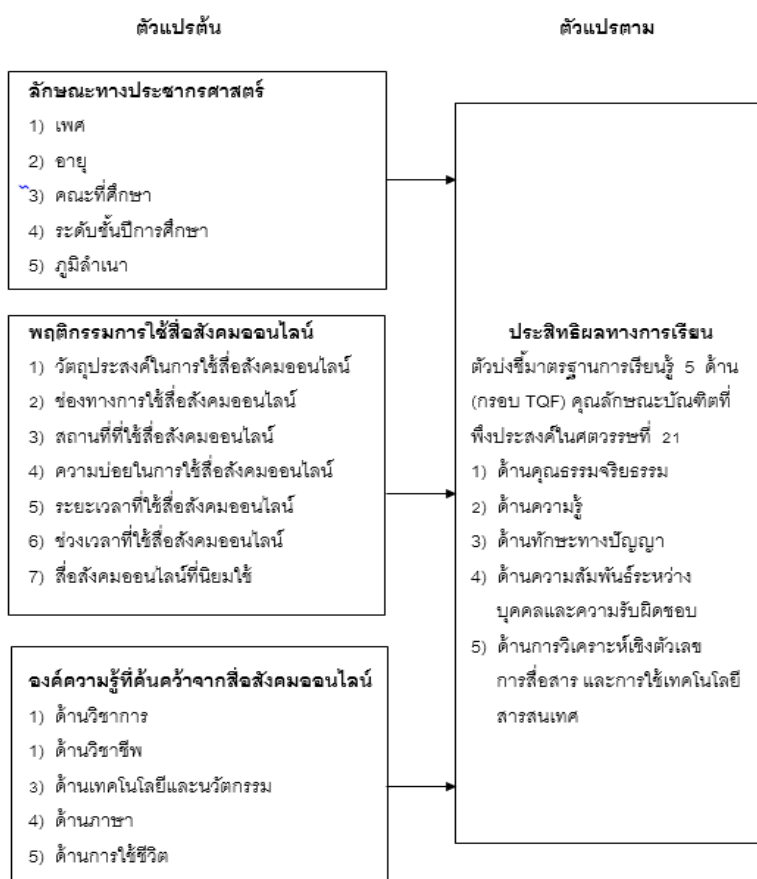 ตัวแปรต้น
ตัวแปรตาม
ลักษณะทางประชากรศาสตร์
1) เพศ
2) อายุ
3) คณะที่ศึกษา
4) ระดับชั้นปีการศึกษา
5) ภูมิลำเนา
พฤติกรรมการใช้สื่อสังคมออนไลน์
1) วัตถุประสงค์ในการใช้สื่อสังคมออนไลน์
2) ช่องทางการใช้สื่อสังคมออนไลน์
3) สถานที่ที่ใช้สื่อสังคมออนไลน์
4) ความบ่อยในการใช้สื่อสังคมออนไลน์
5) ระยะเวลาที่ใช้สื่อสังคมออนไลน์
6) ช่วงเวลาที่ใช้สื่อสังคมออนไลน์
7) สื่อสังคมออนไลน์ที่นิยมใช้
องค์ความรู้ที่ค้นคว้าจากสื่อสังคมออนไลน์
1) ด้านวิชาการ
1) ด้านวิชาชีพ
3) ด้านเทคโนโลยีและนวัตกรรม
4) ด้านภาษา
5) ด้านการใช้ชีวิต
ประสิทธิผลทางการเรียน
ตัวบ่งชี้มาตรฐานการเรียนรู้ 5 ด้าน
(กรอบ TQF) คุณลักษณะบัณฑิตที่
พึงประสงค์ในศตวรรษที่ 21
1) ด้านคุณธรรมจริยธรรม
2) ด้านความรู้
3) ด้านทักษะทางปัญญา
4) ด้านความสัมพันธ์ระหว่าง
บุคคลและความรับผิดชอบ
5) ด้านการวิเคราะห์เชิงตัวเลข
การสื่อสาร และการใช้เทคโนโลยี
สารสนเทศ